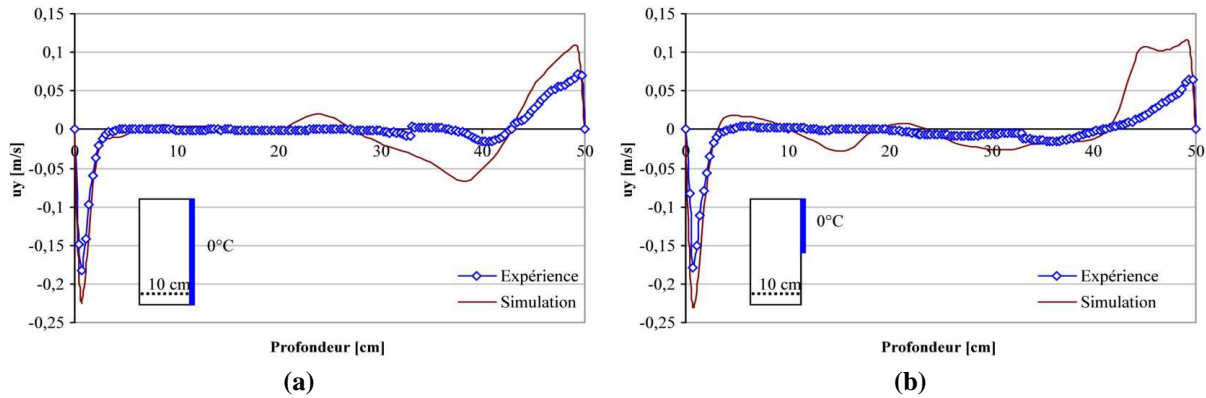 0,15
0,1
0,05
0
-0,05
-0,1
-0,15
-0,2
-0,25
uy [m/s]
0 10 20 30 40 50
0°C
10 cm
Expérience
Simulation
Profondeur [cm]
(a)
0,15
0,1
0,05
0
-0,05
-0,1
-0,15
-0,2
-0,25
uy [m/s]
0 10 20 30 40 50
0°C
10 cm
Expérience
Simulation
Profondeur [cm]
(b)